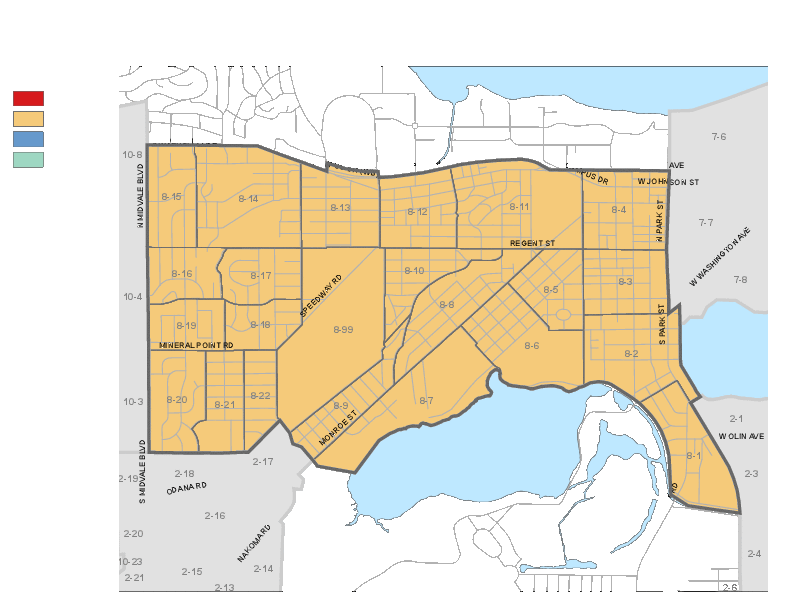 7-6
10-8
AVE
W JOHNSON ST
N MIDVALE BLVD
8-15
8-14
8-13
8-12
8-11
8-4
N PARK ST
7-7
REGENT ST
W WASHINGTON AVE
8-16
8-17
8-10
8-5
8-3
7-8
10-4
SPEEDWAY RD
8-8
8-19
8-18
8-99
S PARK ST
MINERAL POINT RD
8-6
8-2
8-20
8-21
8-22
8-9
8-7
10-3
MONROE ST
2-1
W OLIN AVE
S MIDVALE BLVD
8-1
2-17
2-18
2-19
2-3
ODANA RD
RD
2-16
2-20
NAKOMA RD
2-4
10-23
2-21
2-15
2-14
2-13
2-6